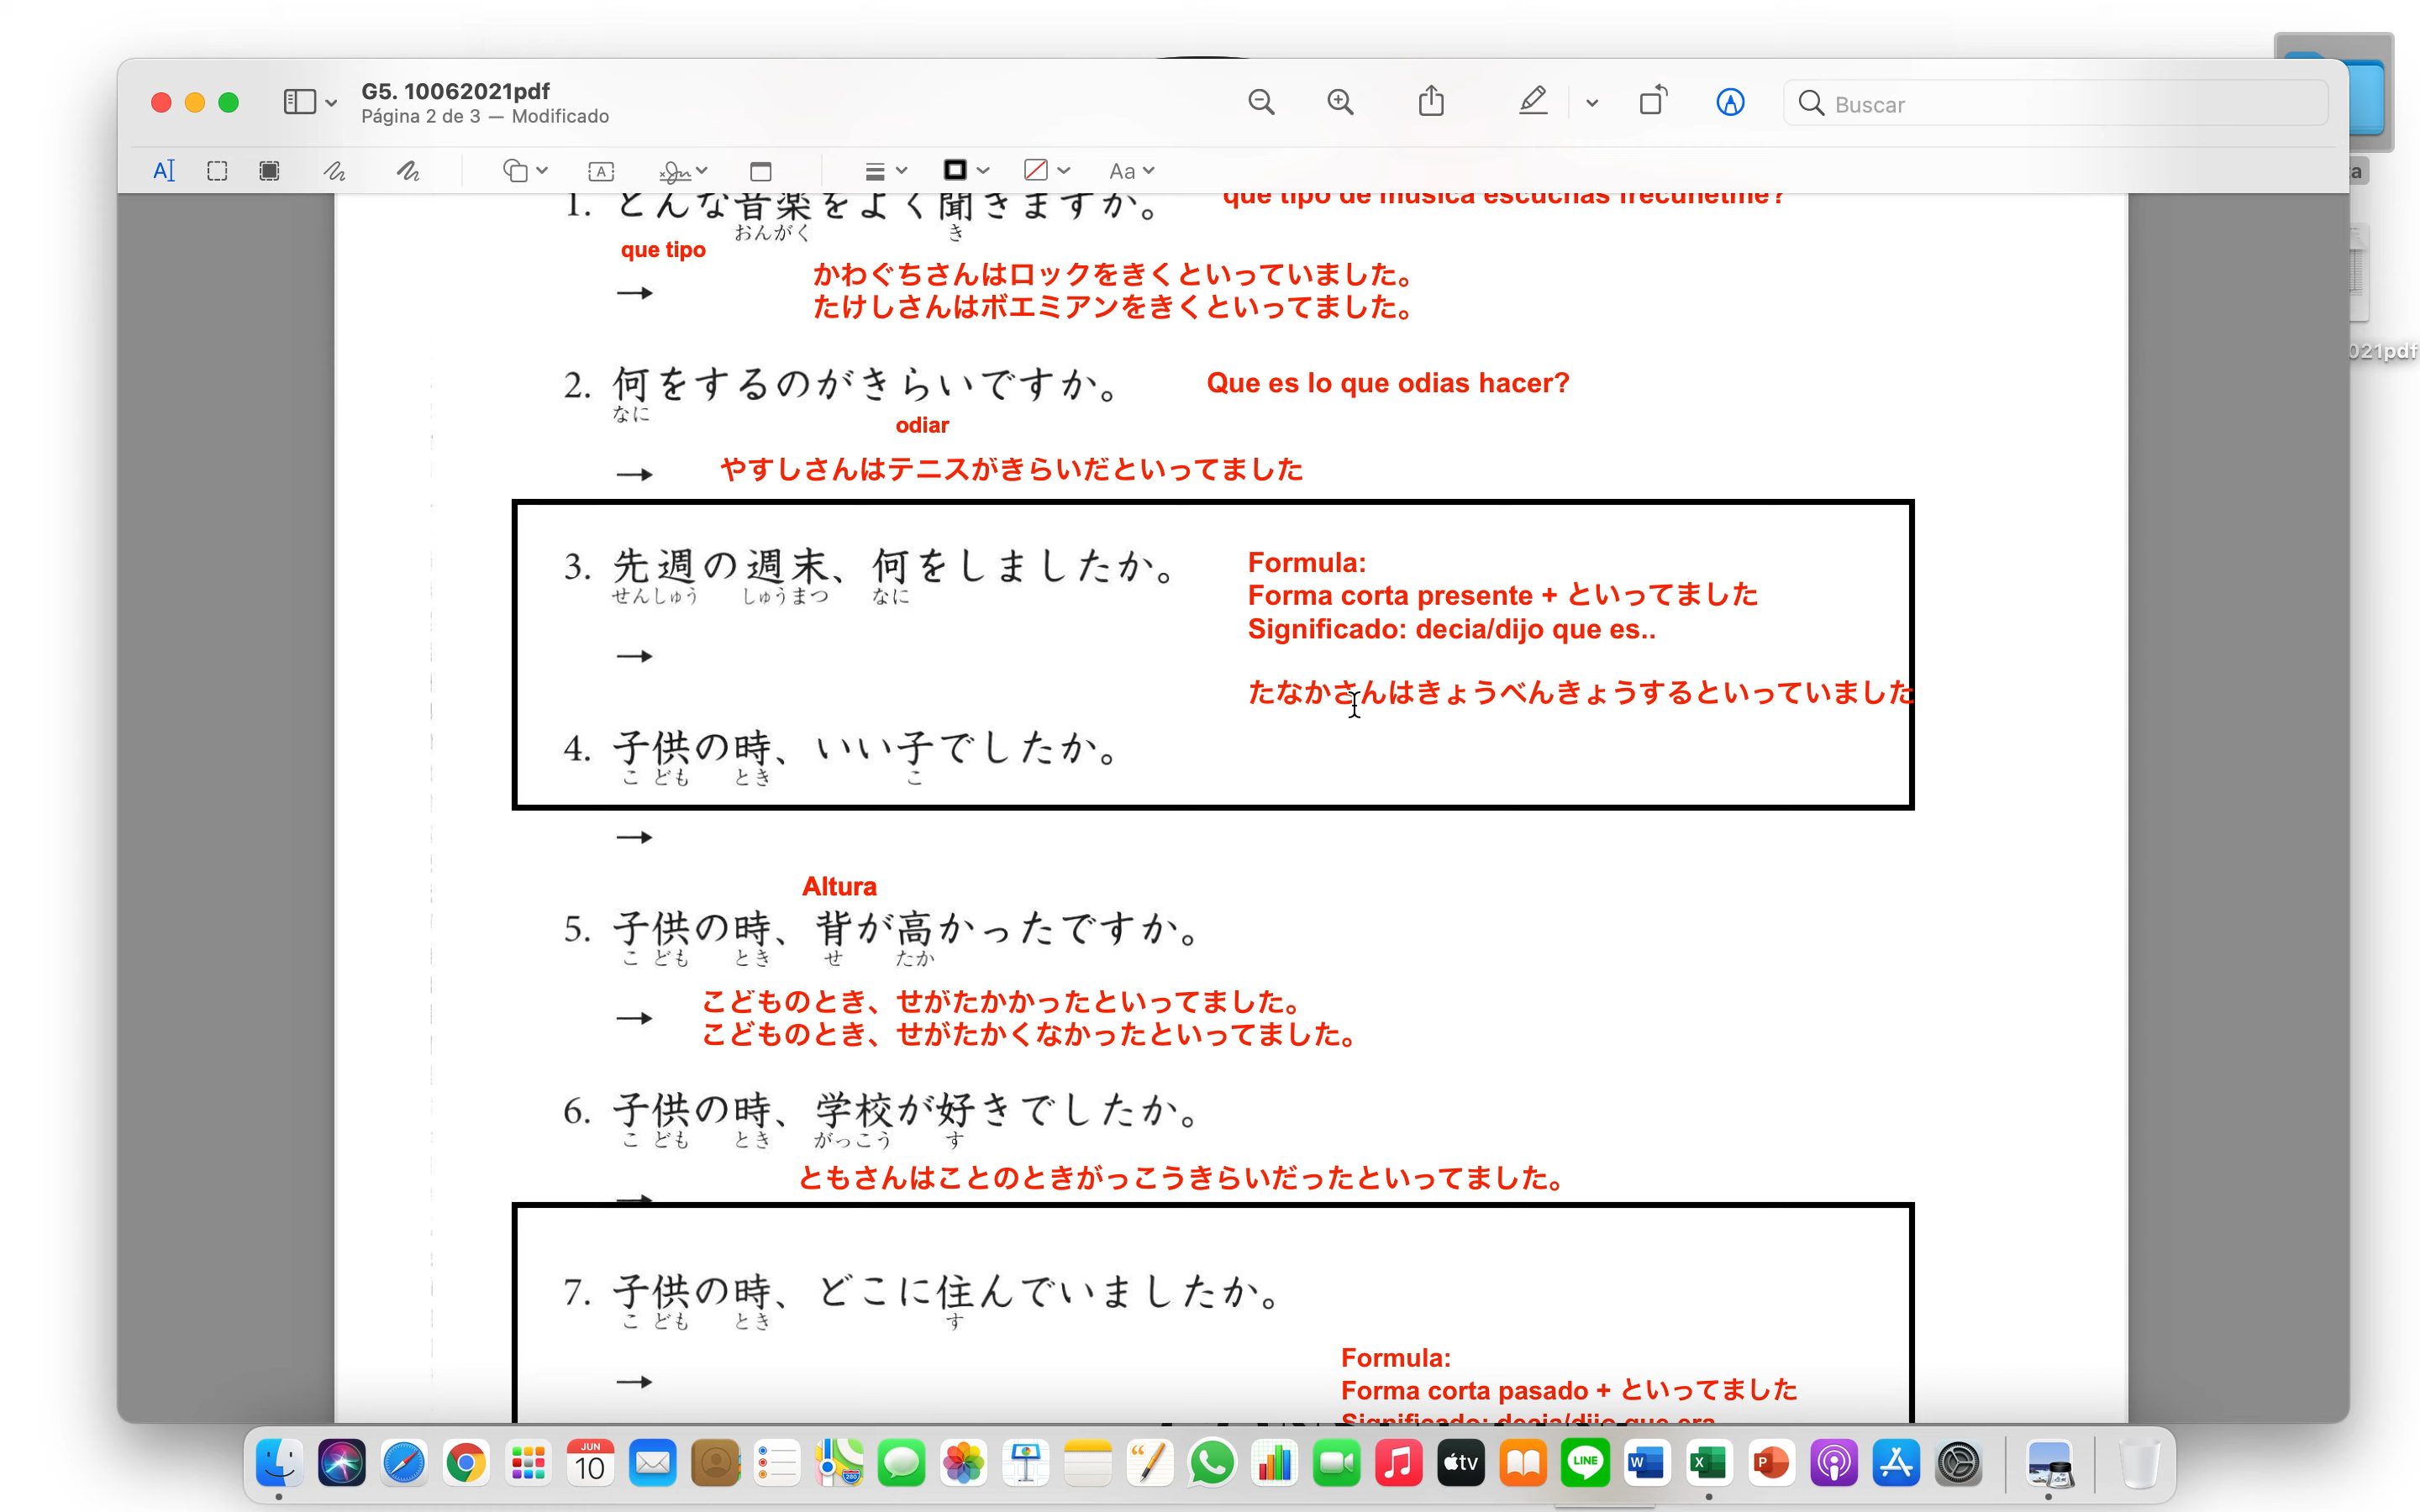 G5. 10062021pdf
Página 2 de 3 — Modificado
Buscar
Aa
1. どんな音楽をよく聞きますか。
おんがく き
que tipo de musica escuchas frecunetme?
que tipo
かわぐちさんはロックをきくといっていました。
→
たけしさんはボエミアンをきくといってました。
2. 何をするのがきらいですか。
なに
Que es lo que odias hacer?
odiar
→ やすしさんはテニスがきらいだといってました
3. 先週の週末、何をしましたか。
せんしゅう しゅうまつ なに
Formula:
Forma corta presente + といってました
Significado: decia/dijo que es..
→
たなかさんはきょうべんきょうするといっていました
4. 子供の時、いい子でしたか。
こ ども とき こ
→
Altura
5. 子供の時、背が高かったですか。
こ ども とき せ たか
こどものとき、せがたかかったといってました。
→
こどものとき、せがたかくなかったといってました。
6. 子供の時、学校が好きでしたか。
こ ども とき がっこう す
ともさんはことのときがっこうきらいだったといってました。
→
7. 子供の時、どこに住んでいましたか。
こ ども とき す
Formula:
→
Forma corta pasado + といってました
Significado: decia/dijo que era
021pdf
JUN
10
280
tv
LINE
W
X
P